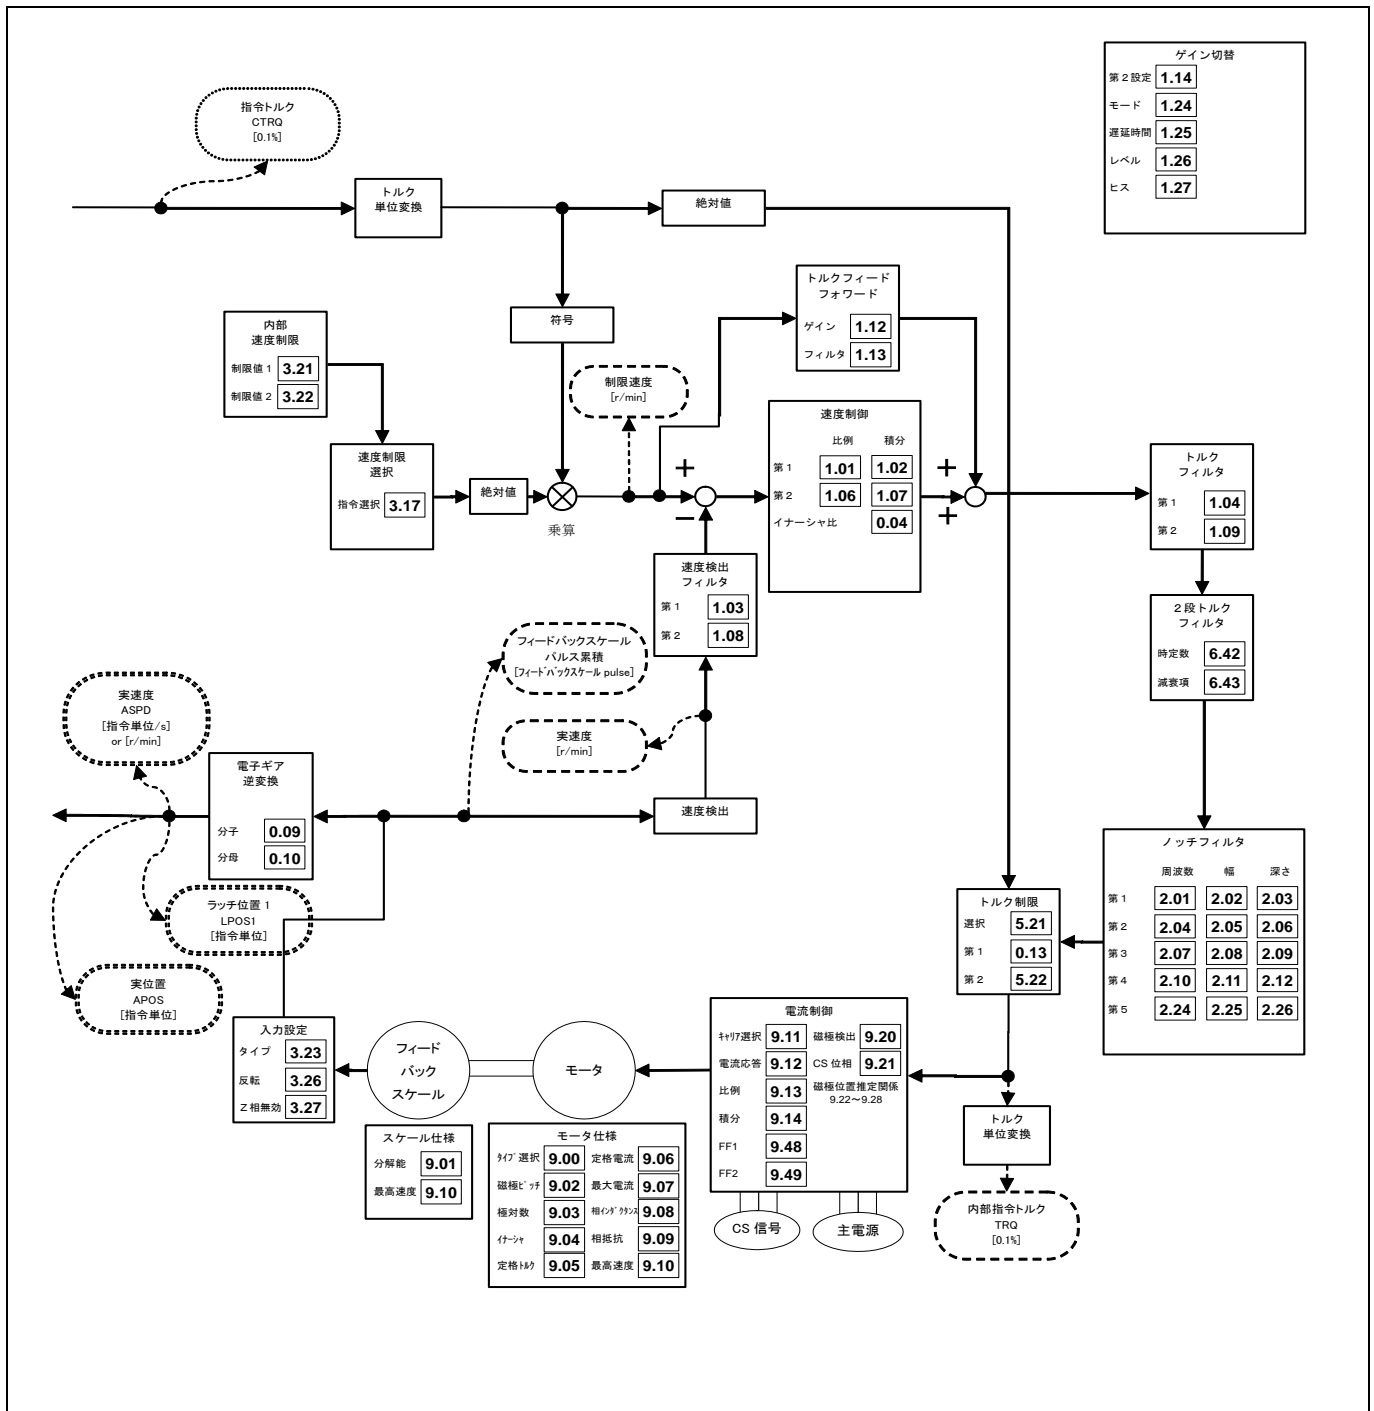 ゲイン切替
第2設定 1.14
モード 1.24
遅延時間 1.25
レベル 1.26
ヒス 1.27
指令トルク
CTRQ
[0.1%]
トルク
単位変換
絶対値
トルクフィード
フォワード
ゲイン 1.12
フィルタ 1.13
符号
内部
速度制限
制限値1 3.21
制限値2 3.22
制限速度
[r/min]
速度制御
比例 積分
第1 1.01 1.02
第2 1.06 1.07
イナーシャ比 0.04
速度制限
選択
指令選択 3.17
絶対値
乗算
+
−
+
+
トルク
フィルタ
第1 1.04
第2 1.09
速度検出
フィルタ
第1 1.03
第2 1.08
2段トルク
フィルタ
時定数 6.42
減衰項 6.43
フィードバックスケール
パルス累積
[フィードバックスケール pulse]
実速度
ASPD
[指令単位/s]
or [r/min]
実速度
[r/min]
電子ギア
逆変換
分子 0.09
分母 0.10
速度検出
ノッチフィルタ
周波数 幅 深さ
第1 2.01 2.02 2.03
第2 2.04 2.05 2.06
第3 2.07 2.08 2.09
第4 2.10 2.11 2.12
第5 2.24 2.25 2.26
ラッチ位置1
LPOS1
[指令単位]
トルク制限
選択 5.21
第1 0.13
第2 5.22
実位置
APOS
[指令単位]
電流制御
キャリア選択 9.11 磁極検出 9.20
電流応答 9.12 CS位相 9.21
比例 9.13 磁極位置推定関係
9.22~9.28
積分 9.14
FF1 9.48
FF2 9.49
入力設定
タイプ 3.23
反転 3.26
Z相無効 3.27
フィード
バック
スケール
モータ
トルク
単位変換
スケール仕様
分解能 9.01
最高速度 9.10
モータ仕様
タイプ選択 9.00 定格電流 9.06
磁極ピッチ 9.02 最大電流 9.07
極対数 9.03 相インダクタンス 9.08
イナーシャ 9.04 相抵抗 9.09
定格トルク 9.05 最高速度 9.10
CS信号
主電源
内部指令トルク
TRQ
[0.1%]